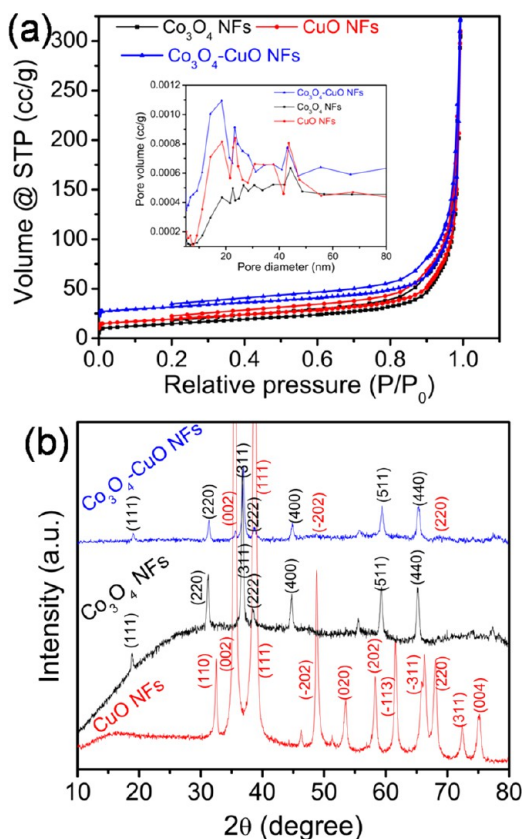 (a)
Co₃O₄ NFs
CuO NFs
Co₃O₄-CuO NFs
Volume @ STP (cc/g)
300
250
200
150
100
50
0
0.0 0.2 0.4 0.6 0.8 1.0
Relative pressure (P/P₀)
Pore volume (cc/g)
0.0012
0.0010
0.0008
0.0006
0.0004
0.0002
Co₃O₄-CuO NFs
Co₃O₄ NFs
CuO NFs
20 40 60 80
Pore diameter (nm)
(b)
Intensity (a.u.)
Co₃O₄-CuO NFs
(111)
(220)
(002)
(311)
(222)
(111)
(400)
(-202)
(511)
(440)
(220)
Co₃O₄ NFs
(111)
(220)
(311)
(222)
(400)
(511)
(440)
CuO NFs
(110)
(002)
(111)
(-202)
(020)
(202)
(-113)
(-311)
(220)
(311)
(004)
10 20 30 40 50 60 70 80
2θ (degree)